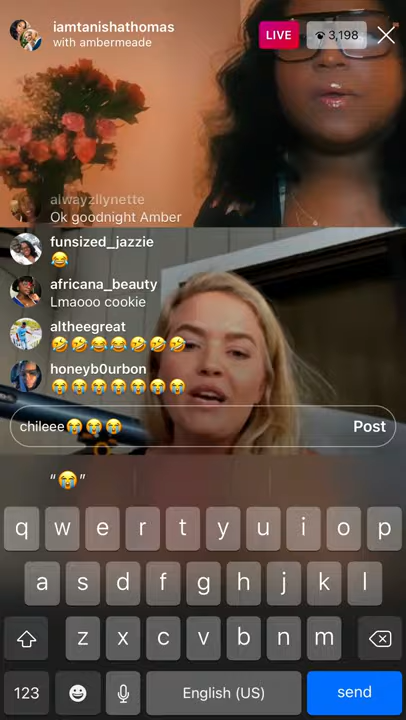 iamtanishathomas
with ambermeade
LIVE
3,198
alwayzliynette
Ok goodnight Amber
funsized_jazzie
😂
africana_beauty
Lmaooo cookie
altheegreat
🤣🤣😂😂🤣🤣🤣
honeyb0urbon
😭😭😭😭😭😭😭
chileee😭😭😭
Post
“😭”
q w e r t y u i o p
a s d f g h j k l
z x c v b n m
123
English (US)
send